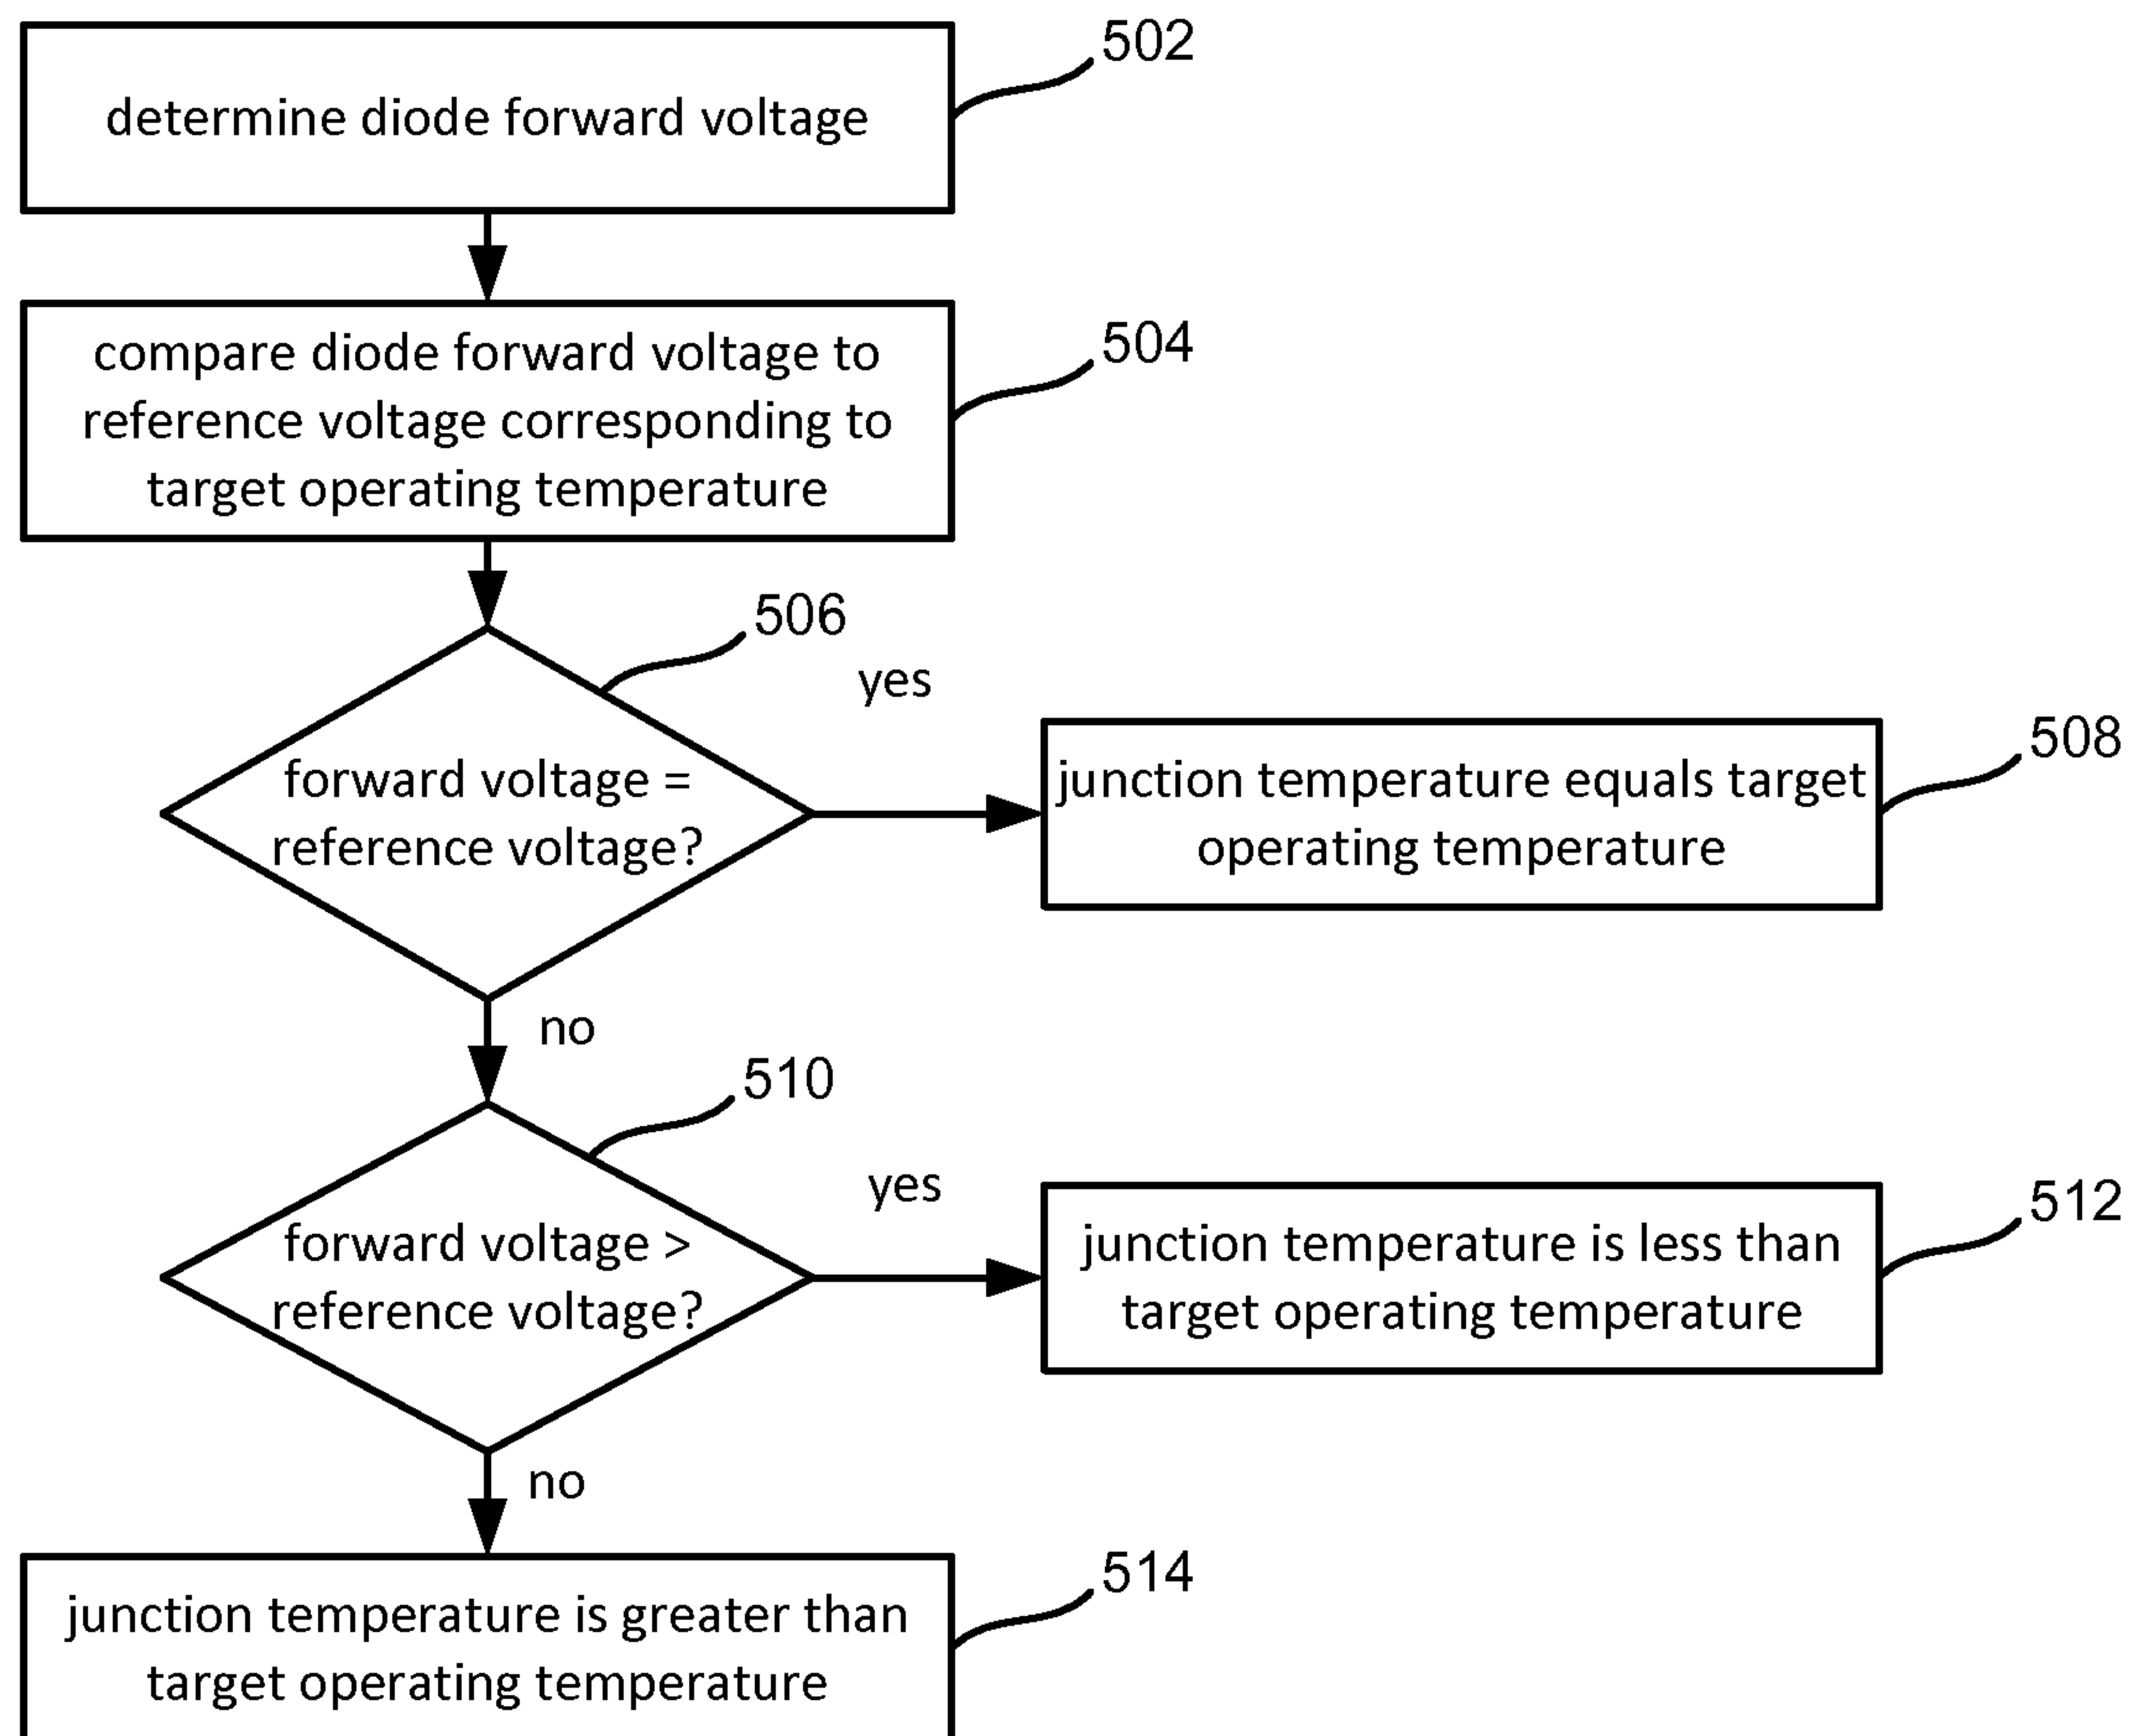 502
determine diode forward voltage
504
compare diode forward voltage to
reference voltage corresponding to
target operating temperature
506
yes
forward voltage =
reference voltage?
508
junction temperature equals target
operating temperature
no
510
yes
forward voltage >
reference voltage?
512
junction temperature is less than
target operating temperature
no
514
junction temperature is greater than
target operating temperature